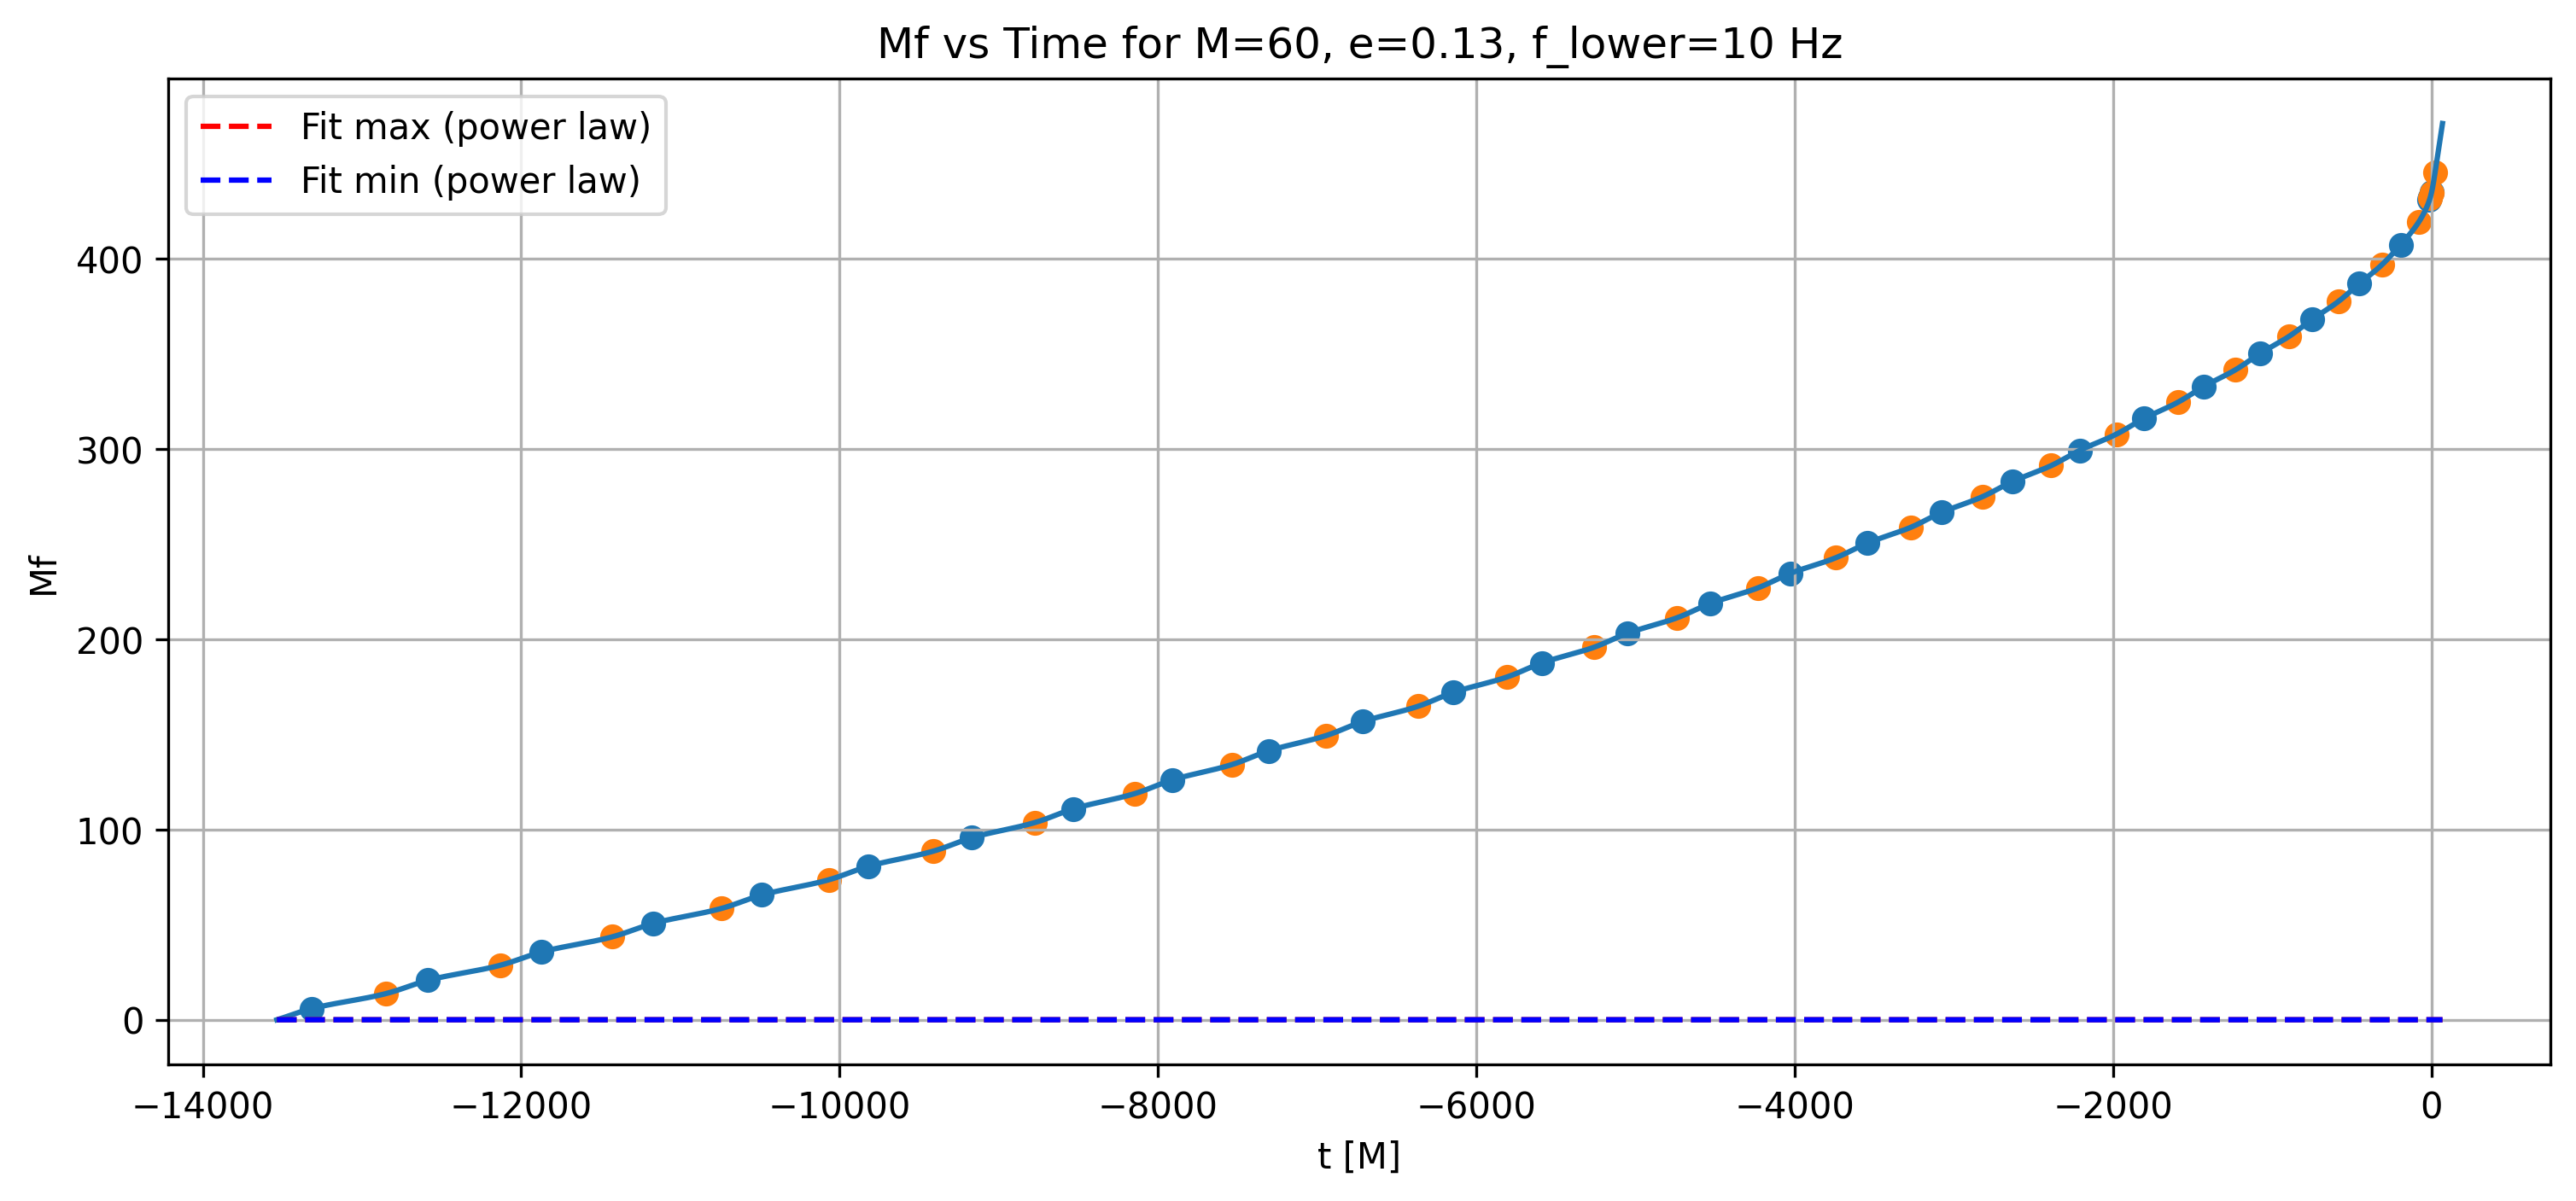 Mf vs Time for M=60, e=0.13, f_lower=10 Hz
Fit max (power law)
Fit min (power law)
400
300
200
100
0
Mf
−14000 −12000 −10000 −8000 −6000 −4000 −2000 0
t [M]